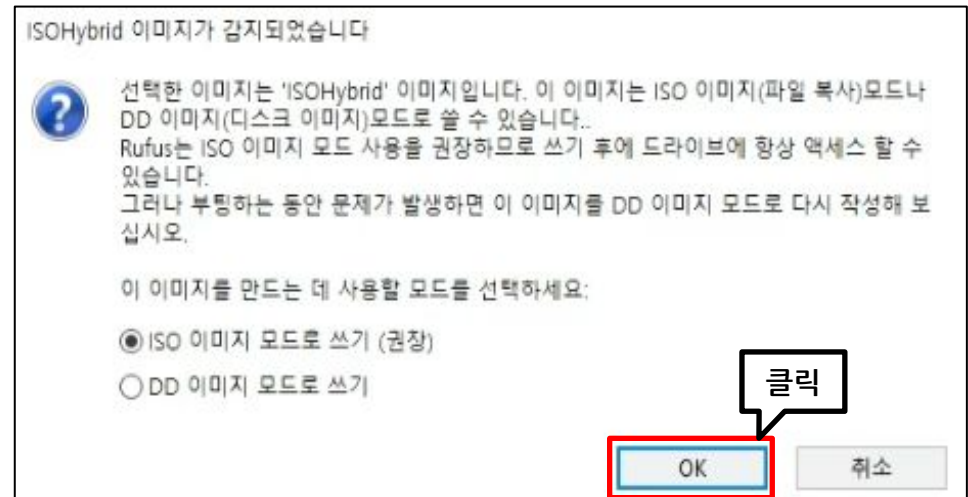 ISOHybrid 이미지가 감지되었습니다
선택한 이미지는 'ISOHybrid' 이미지입니다. 이 이미지는 ISO 이미지(파일 복사)모드나
DD 이미지(디스크 이미지)모드로 쓸 수 있습니다..
Rufus는 ISO 이미지 모드 사용을 권장하므로 쓰기 후에 드라이브에 항상 액세스 할 수
있습니다.
그러나 부팅하는 동안 문제가 발생하면 이 이미지를 DD 이미지 모드로 다시 작성해 보
십시오.
이 이미지를 만드는 데 사용할 모드를 선택하세요:
ISO 이미지 모드로 쓰기 (권장)
DD 이미지 모드로 쓰기
클릭
OK
취소